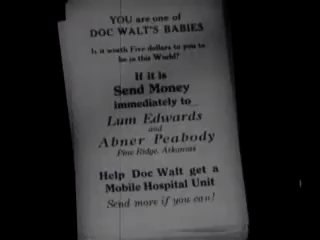 YOU are one of
DOC WALT'S BABIES
Is it worth Five dollars to you to
be in this World?
If it is
Send Money
immediately to
Lum Edwards
and
Abner Peabody
Pine Ridge, Arkansas
Help Doc Walt get a
Mobile Hospital Unit
Send more if you can!